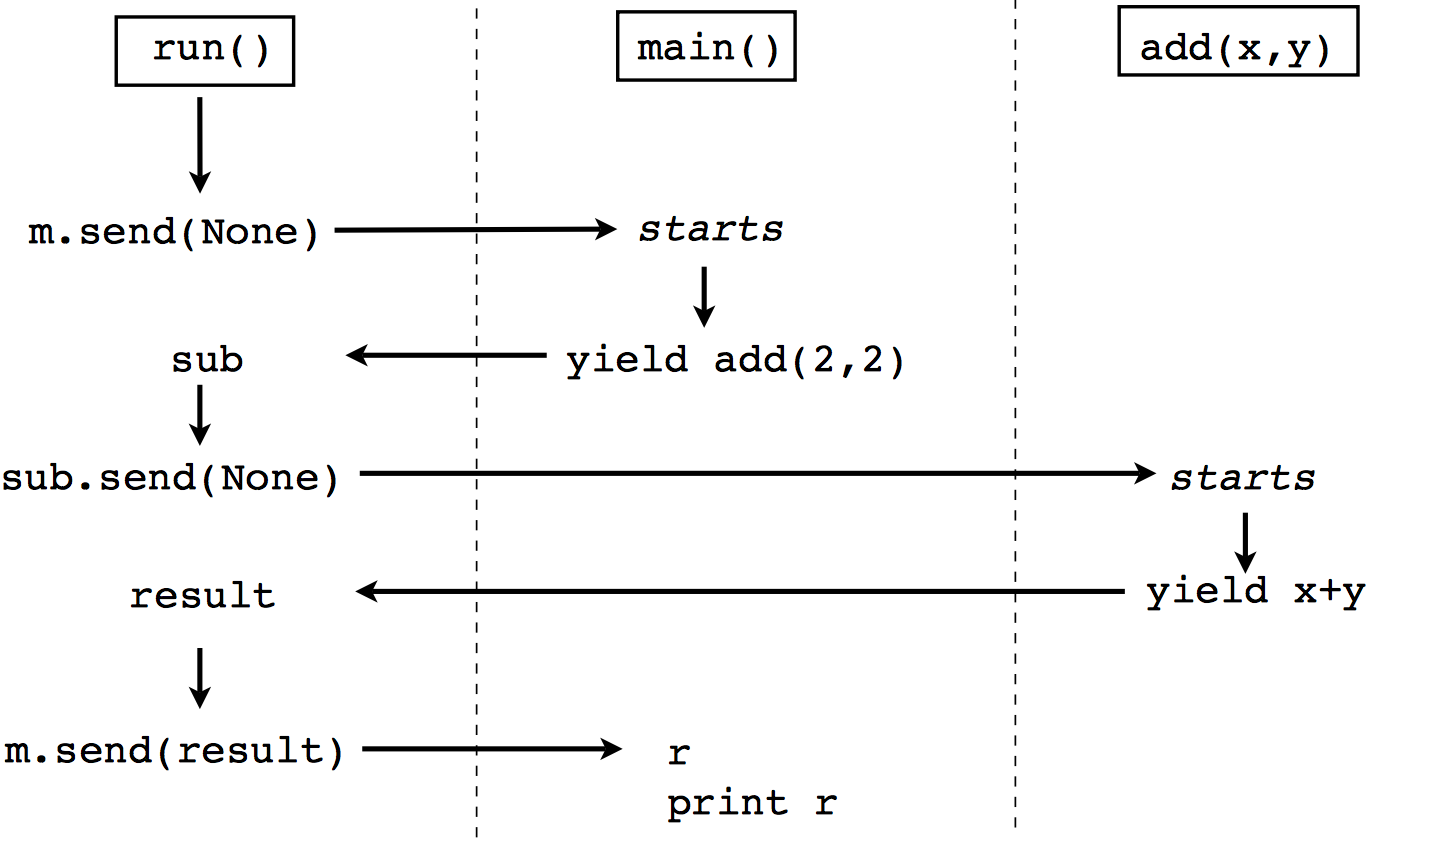 run()
main()
add(x,y)
m.send(None)
starts
sub
yield add(2,2)
sub.send(None)
starts
result
yield x+y
m.send(result)
r
print r